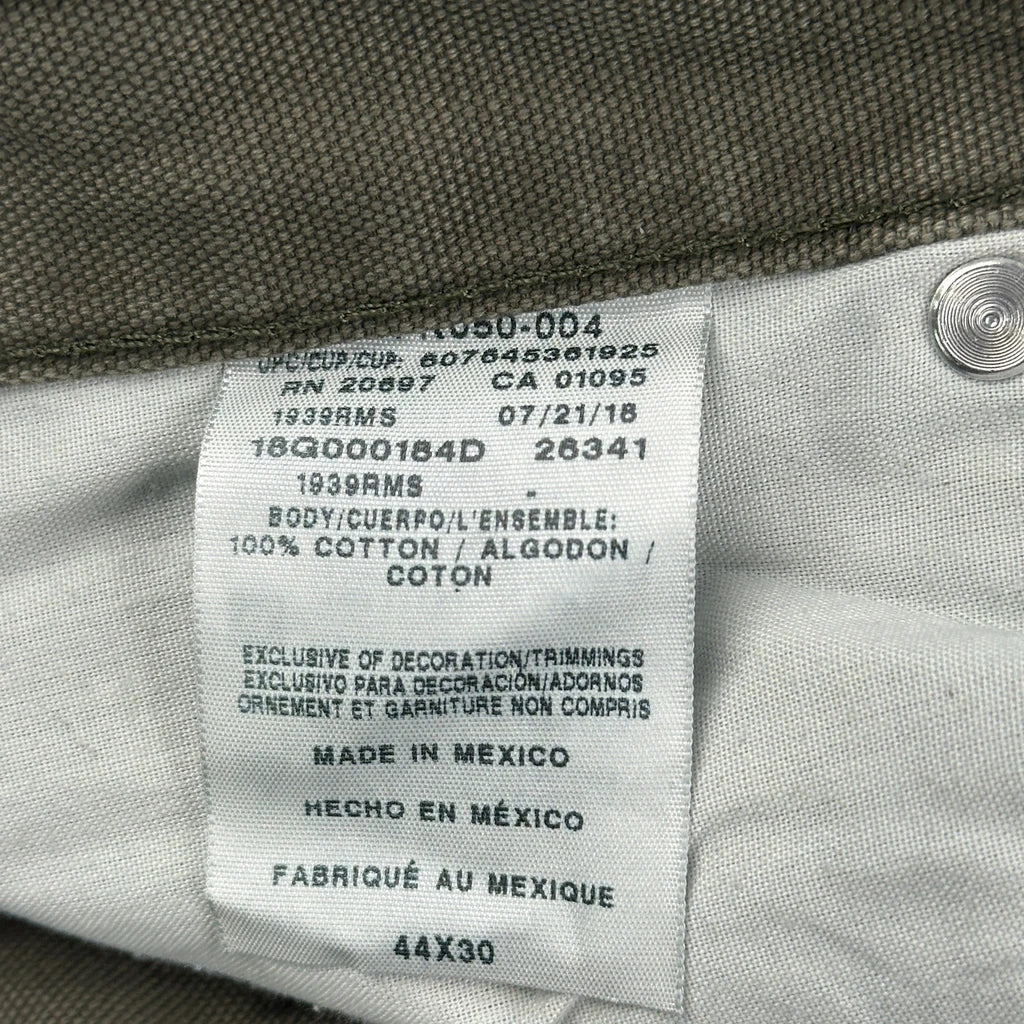 050-004
UPC/CUP/CUP: 607645361925
RN 20697 CA 01095
1939RMS 07/21/18
18G000184D 26341
1939RMS -
BODY/CUERPO/L'ENSEMBLE:
100% COTTON / ALGODON /
COTON
EXCLUSIVE OF DECORATION/TRIMMINGS
EXCLUSIVO PARA DECORACIÓN/ADORNOS
ORNEMENT ET GARNITURE NON COMPRIS
MADE IN MEXICO
HECHO EN MÉXICO
FABRIQUÉ AU MEXIQUE
44X30